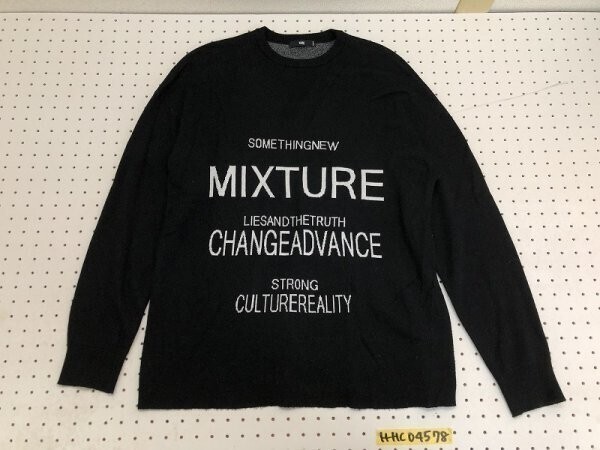 SOMETHINGNEW
MIXTURE
LIESANDTHETRUTH
CHANGEADVANCE
STRONG
CULTUREREALITY
HHC04578